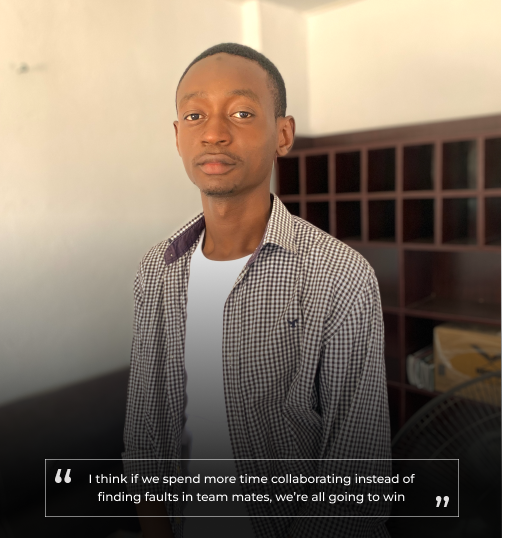 “ I think if we spend more time collaborating instead of
finding faults in team mates, we’re all going to win ”